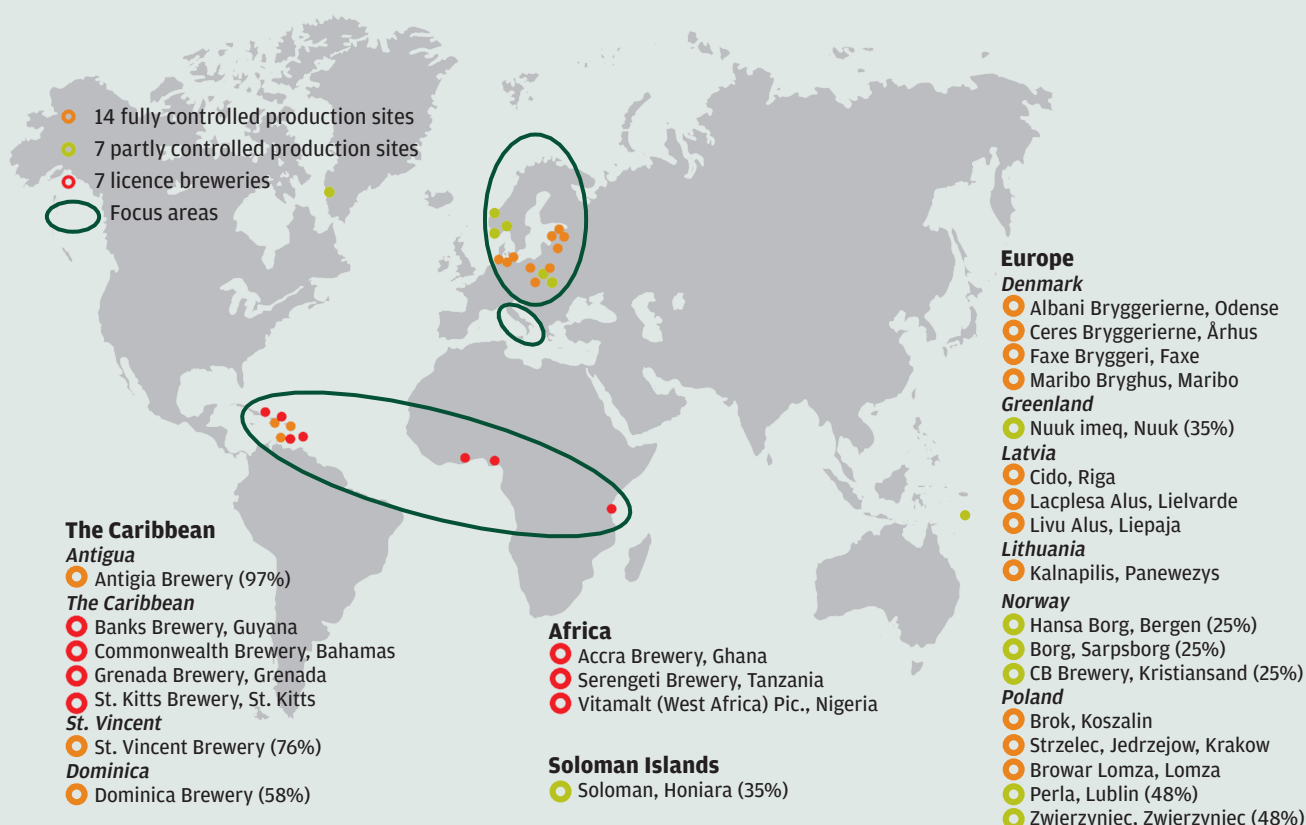 14 fully controlled production sites
7 partly controlled production sites
7 licence breweries
Focus areas
The Caribbean
Antigua
Antigia Brewery (97%)
The Caribbean
Banks Brewery, Guyana
Commonwealth Brewery, Bahamas
Grenada Brewery, Grenada
St. Kitts Brewery, St. Kitts
St. Vincent
St. Vincent Brewery (76%)
Dominica
Dominica Brewery (58%)
Africa
Accra Brewery, Ghana
Serengeti Brewery, Tanzania
Vitamalt (West Africa) Pic., Nigeria
Soloman Islands
Soloman, Honiara (35%)
Europe
Denmark
Albani Bryggerierne, Odense
Ceres Bryggerierne, Århus
Faxe Bryggeri, Faxe
Maribo Bryghus, Maribo
Greenland
Nuuk imeq, Nuuk (35%)
Latvia
Cido, Riga
Lacplesa Alus, Lielvarde
Livu Alus, Liepaja
Lithuania
Kalnapilis, Panewezys
Norway
Hansa Borg, Bergen (25%)
Borg, Sarpsborg (25%)
CB Brewery, Kristiansand (25%)
Poland
Brok, Koszalin
Strzelec, Jedrzejow, Krakow
Browar Lomza, Lomza
Perla, Lublin (48%)
Zwierzyniec, Zwierzyniec (48%)